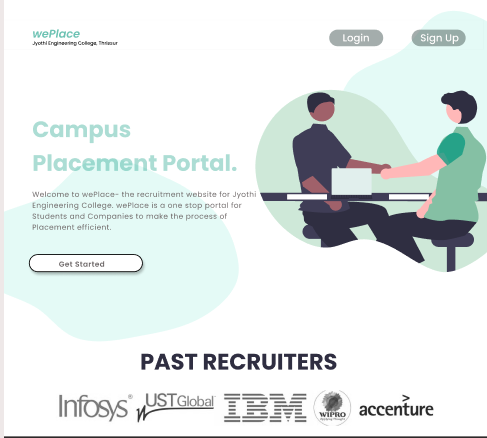 wePlace
Jyothi Engineering College, Thrissur
Login
Sign Up
Campus
Placement Portal.
Welcome to wePlace- the recruitment website for Jyothi
Engineering College. wePlace is a one stop portal for
Students and Companies to make the process of
Placement efficient.
Get Started
PAST RECRUITERS
Infosys®
UST Global
IBM
WIPRO
accenture